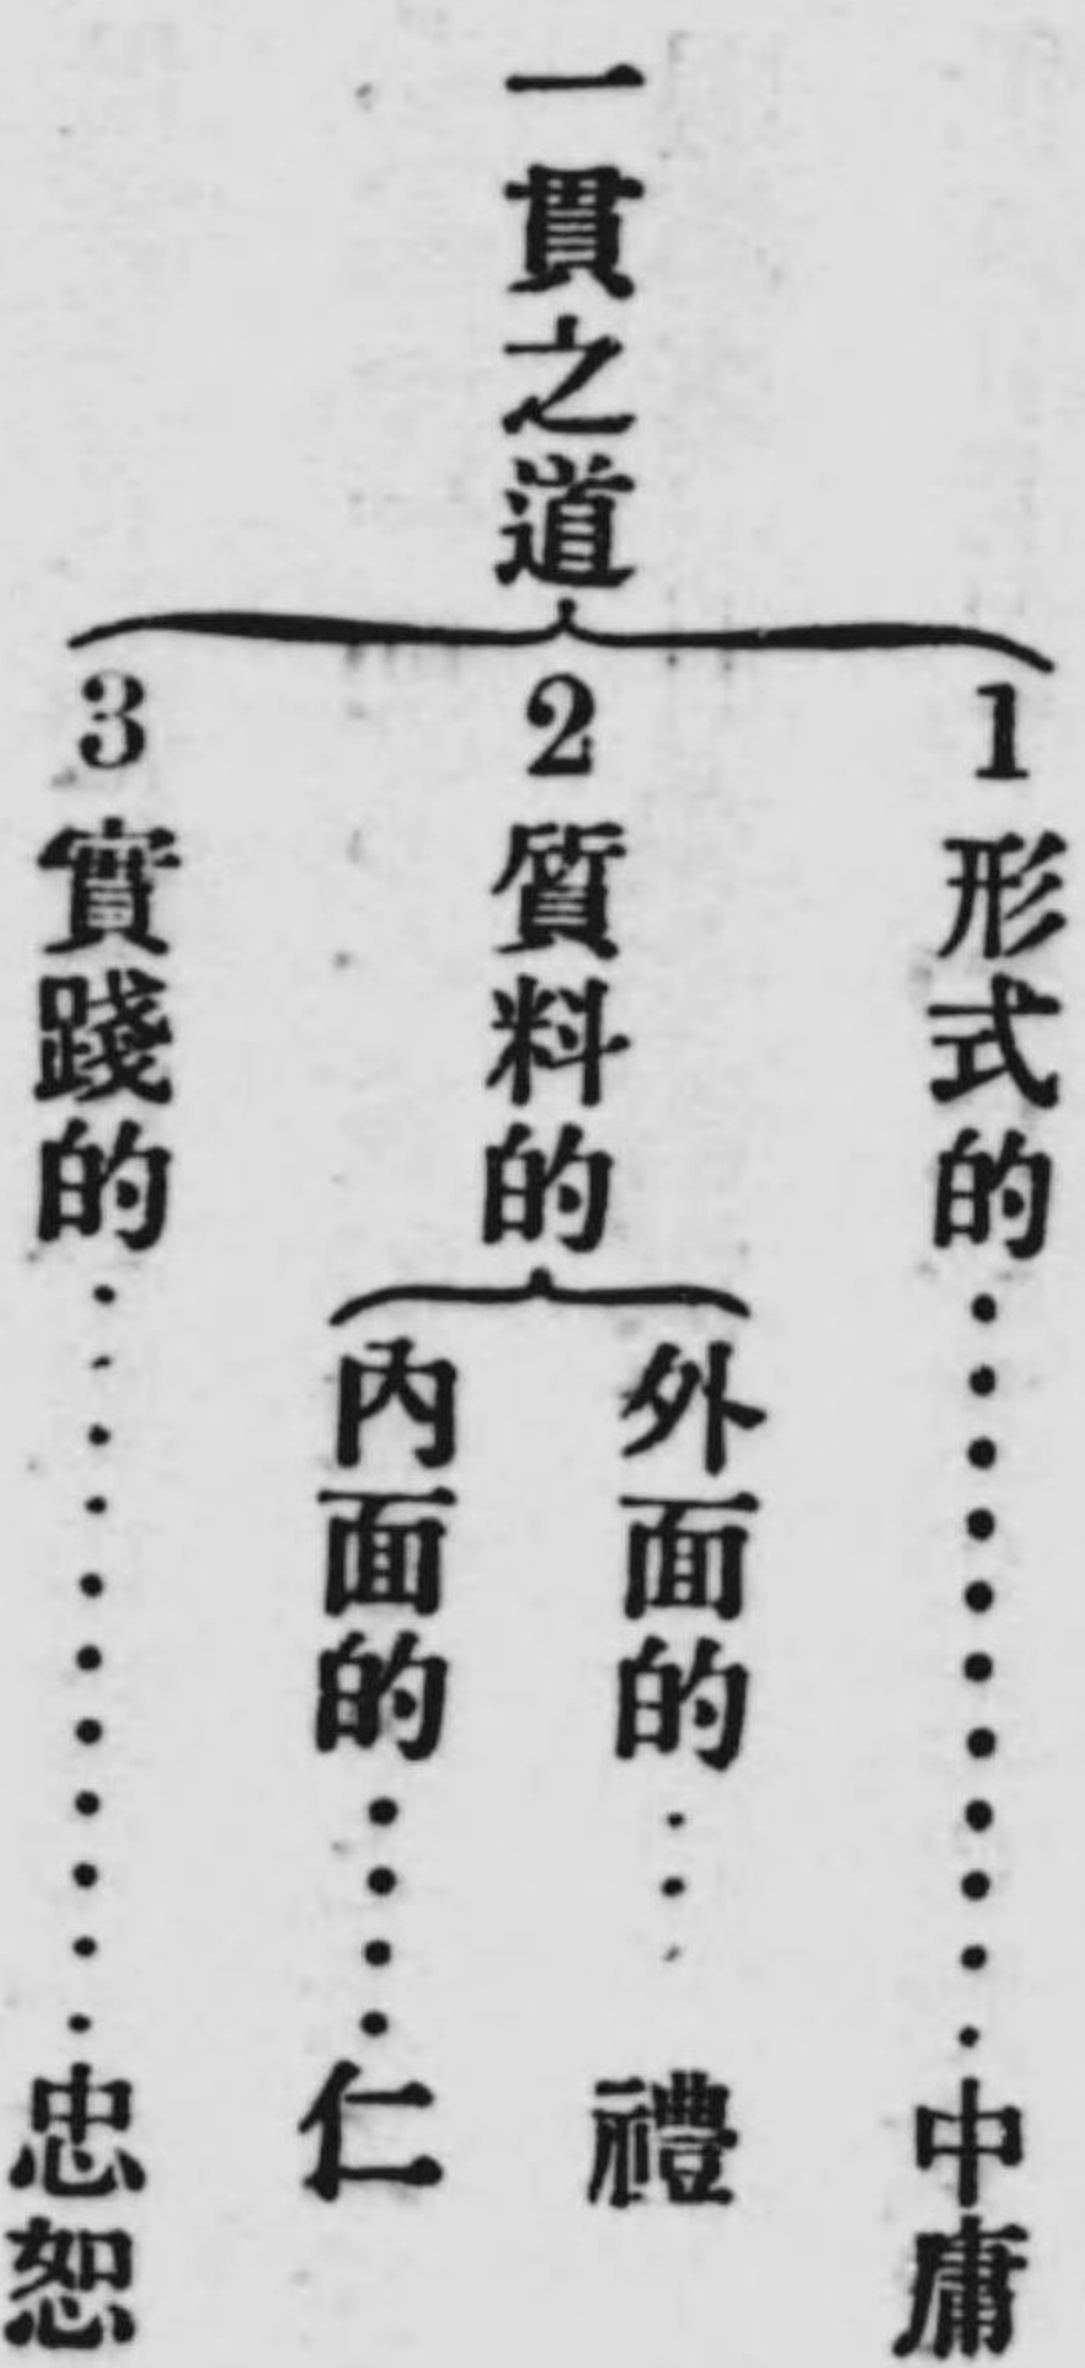 一貫之道
1 形式的…………中庸
2 質料的
外面的…禮
內面的…仁
3 實踐的…………忠恕